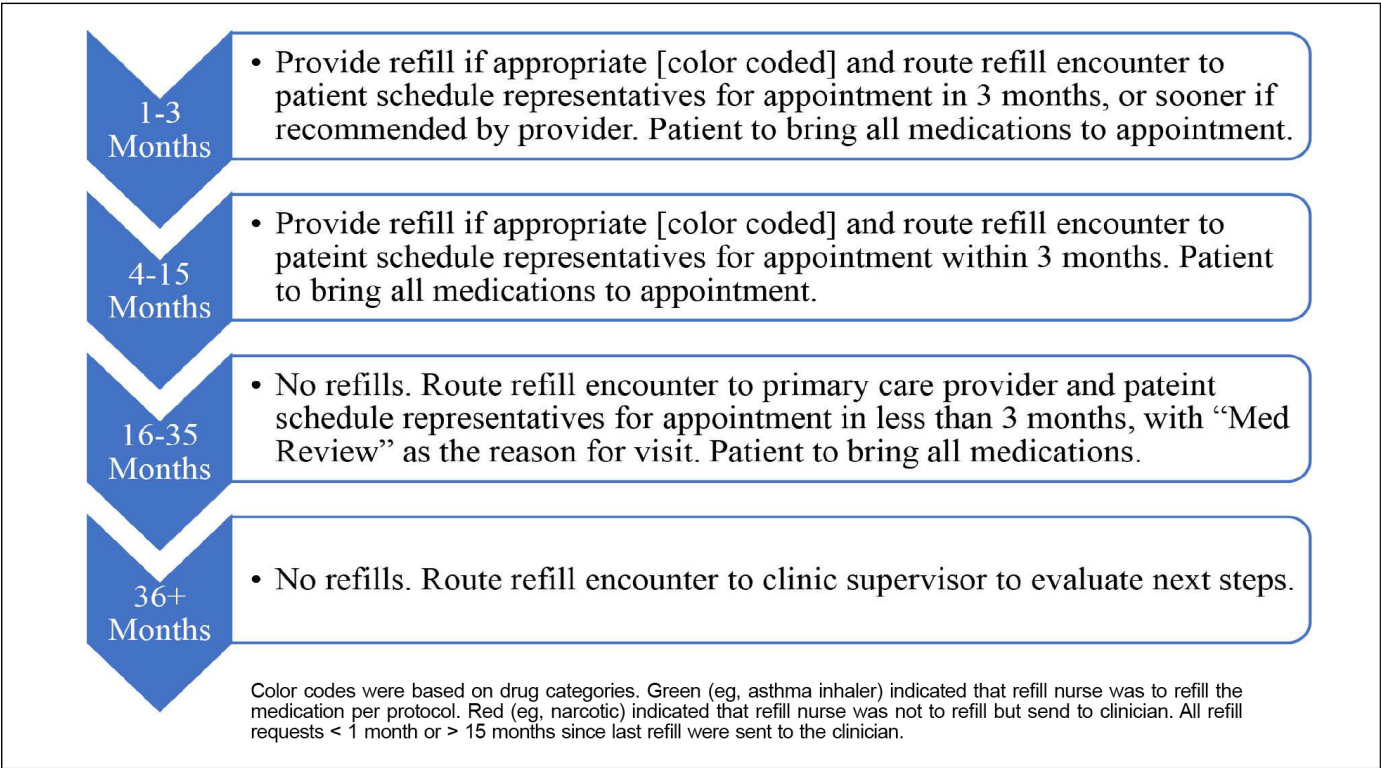 1-3
Months
• Provide refill if appropriate [color coded] and route refill encounter to
patient schedule representatives for appointment in 3 months, or sooner if
recommended by provider. Patient to bring all medications to appointment.
4-15
Months
• Provide refill if appropriate [color coded] and route refill encounter to
pateint schedule representatives for appointment within 3 months. Patient
to bring all medications to appointment.
16-35
Months
• No refills. Route refill encounter to primary care provider and pateint
schedule representatives for appointment in less than 3 months, with “Med
Review” as the reason for visit. Patient to bring all medications.
36+
Months
• No refills. Route refill encounter to clinic supervisor to evaluate next steps.
Color codes were based on drug categories. Green (eg, asthma inhaler) indicated that refill nurse was to refill the
medication per protocol. Red (eg, narcotic) indicated that refill nurse was not to refill but send to clinician. All refill
requests < 1 month or > 15 months since last refill were sent to the clinician.